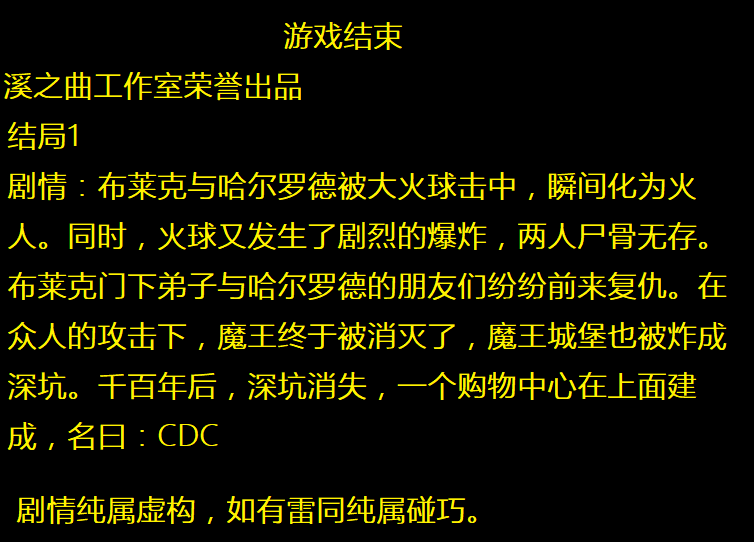 游戏结束
溪之曲工作室荣誉出品
结局1
剧情：布莱克与哈尔罗德被大火球击中，瞬间化为火
人。同时，火球又发生了剧烈的爆炸，两人尸骨无存。
布莱克门下弟子与哈尔罗德的朋友们纷纷前来复仇。在
众人的攻击下，魔王终于被消灭了，魔王城堡也被炸成
深坑。千百年后，深坑消失，一个购物中心在上面建
成，名曰：CDC
剧情纯属虚构，如有雷同纯属碰巧。